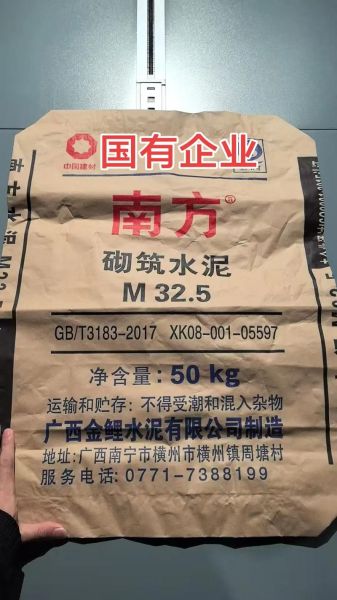 中国建材
国有企业
南方®
砌筑水泥
M 32.5
GB/T3183-2017 XK08-001-05597
净含量：50 kg
运输和贮存：不得受潮和混入杂物
广西金鲤水泥有限公司制造
地址：广西南宁市横州市横州镇周塘村
服务电话：0771-7388199